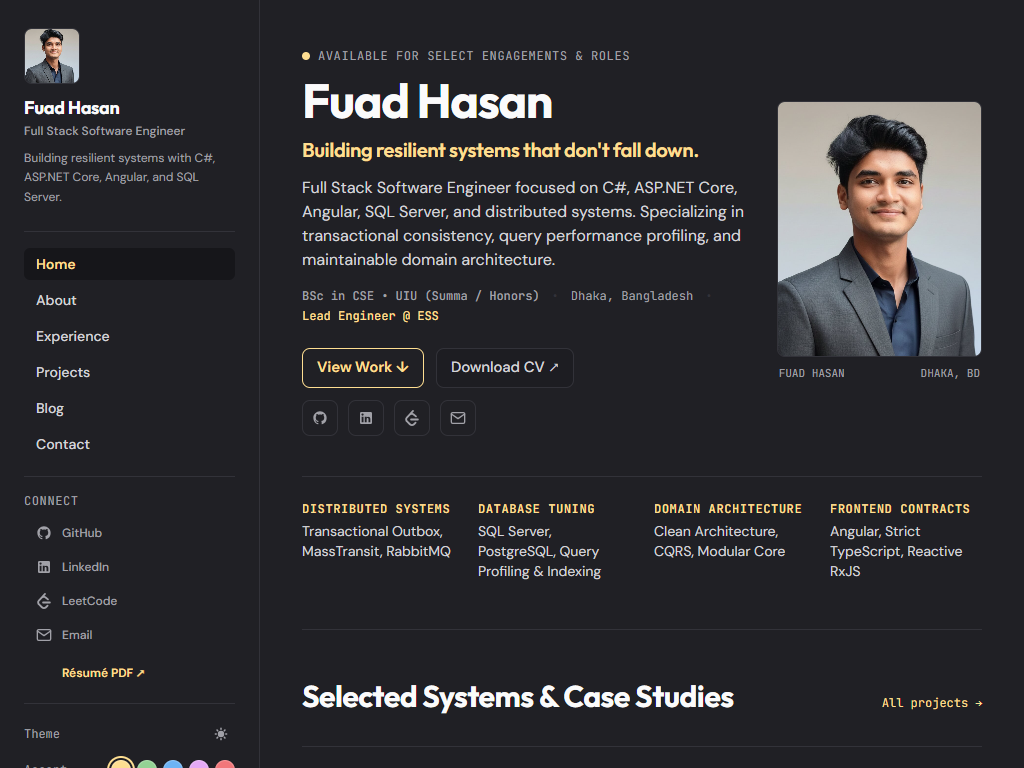 Fuad Hasan
Full Stack Software Engineer
Building resilient systems with C#,
ASP.NET Core, Angular, and SQL
Server.
Home
About
Experience
Projects
Blog
Contact
CONNECT
GitHub
LinkedIn
LeetCode
Email
Résumé PDF ↗
Theme
AVAILABLE FOR SELECT ENGAGEMENTS & ROLES
Fuad Hasan
Building resilient systems that don't fall down.
Full Stack Software Engineer focused on C#, ASP.NET Core,
Angular, SQL Server, and distributed systems. Specializing in
transactional consistency, query performance profiling, and
maintainable domain architecture.
BSc in CSE • UIU (Summa / Honors) · Dhaka, Bangladesh ·
Lead Engineer @ ESS
View Work ↓
Download CV ↗
FUAD HASAN
DHAKA, BD
DISTRIBUTED SYSTEMS
Transactional Outbox,
MassTransit, RabbitMQ
DATABASE TUNING
SQL Server,
PostgreSQL, Query
Profiling & Indexing
DOMAIN ARCHITECTURE
Clean Architecture,
CQRS, Modular Core
FRONTEND CONTRACTS
Angular, Strict
TypeScript, Reactive
RxJS
Selected Systems & Case Studies
All projects →